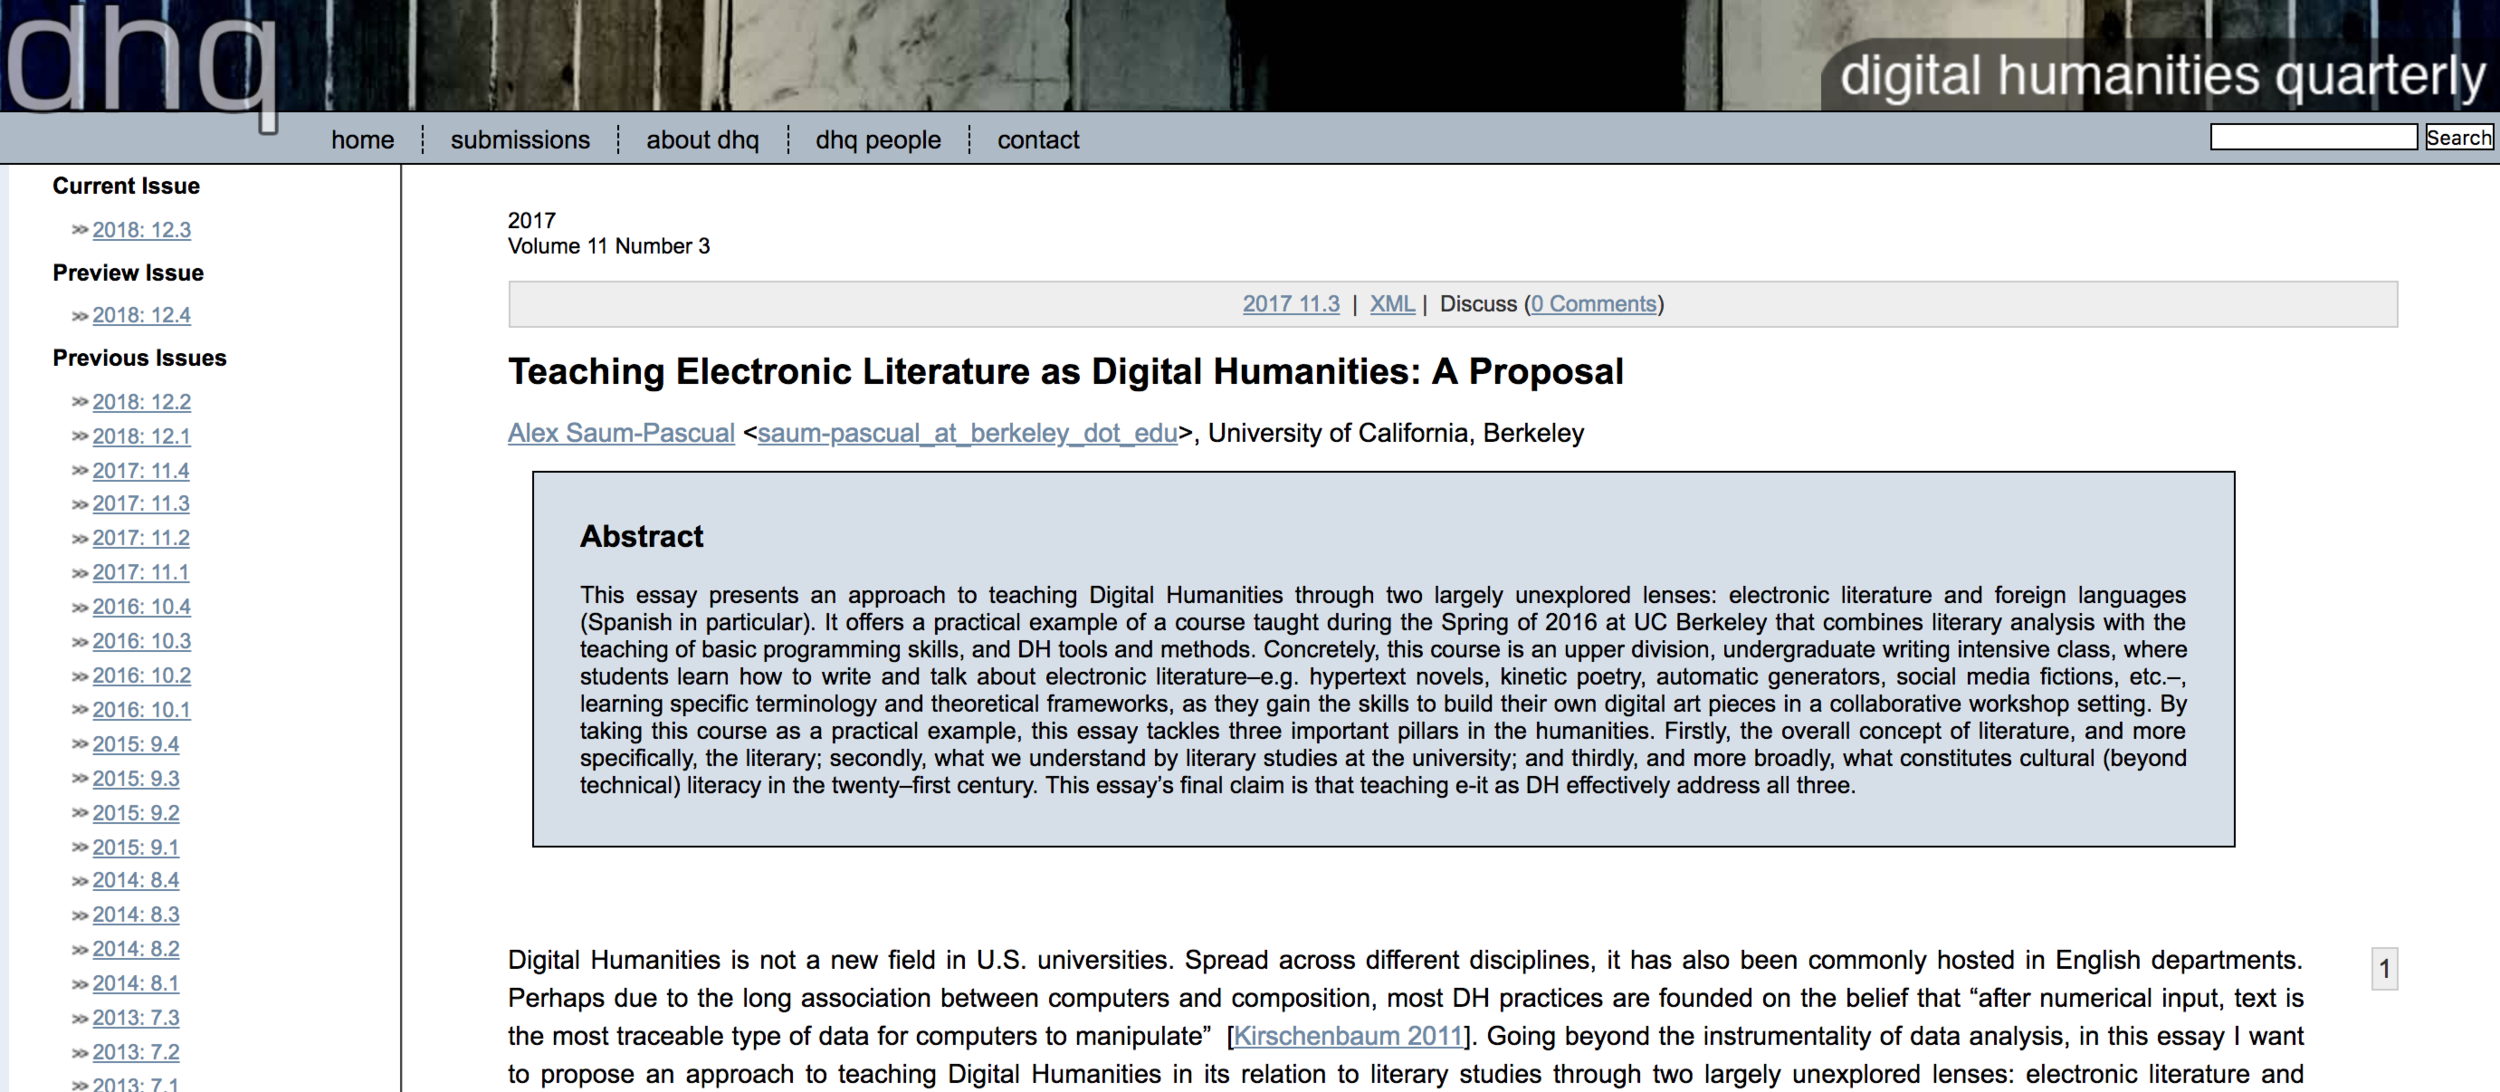 dhq
digital humanities quarterly
home
submissions
about dhq
dhq people
contact
Search
Current Issue
>> 2018: 12.3
Preview Issue
>> 2018: 12.4
Previous Issues
>> 2018: 12.2
>> 2018: 12.1
>> 2017: 11.4
>> 2017: 11.3
>> 2017: 11.2
>> 2017: 11.1
>> 2016: 10.4
>> 2016: 10.3
>> 2016: 10.2
>> 2016: 10.1
>> 2015: 9.4
>> 2015: 9.3
>> 2015: 9.2
>> 2015: 9.1
>> 2014: 8.4
>> 2014: 8.3
>> 2014: 8.2
>> 2014: 8.1
>> 2013: 7.3
>> 2013: 7.2
>> 2013: 7.1
2017
Volume 11 Number 3
2017 11.3 | XML | Discuss (0 Comments)
Teaching Electronic Literature as Digital Humanities: A Proposal
Alex Saum-Pascual <saum-pascual_at_berkeley_dot_edu>, University of California, Berkeley
Abstract
This essay presents an approach to teaching Digital Humanities through two largely unexplored lenses: electronic literature and foreign languages
(Spanish in particular). It offers a practical example of a course taught during the Spring of 2016 at UC Berkeley that combines literary analysis with the
teaching of basic programming skills, and DH tools and methods. Concretely, this course is an upper division, undergraduate writing intensive class, where
students learn how to write and talk about electronic literature–e.g. hypertext novels, kinetic poetry, automatic generators, social media fictions, etc.–,
learning specific terminology and theoretical frameworks, as they gain the skills to build their own digital art pieces in a collaborative workshop setting. By
taking this course as a practical example, this essay tackles three important pillars in the humanities. Firstly, the overall concept of literature, and more
specifically, the literary; secondly, what we understand by literary studies at the university; and thirdly, and more broadly, what constitutes cultural (beyond
technical) literacy in the twenty–first century. This essay’s final claim is that teaching e-it as DH effectively address all three.
Digital Humanities is not a new field in U.S. universities. Spread across different disciplines, it has also been commonly hosted in English departments.
1
Perhaps due to the long association between computers and composition, most DH practices are founded on the belief that “after numerical input, text is
the most traceable type of data for computers to manipulate” [Kirschenbaum 2011]. Going beyond the instrumentality of data analysis, in this essay I want
to propose an approach to teaching Digital Humanities in its relation to literary studies through two largely unexplored lenses: electronic literature and